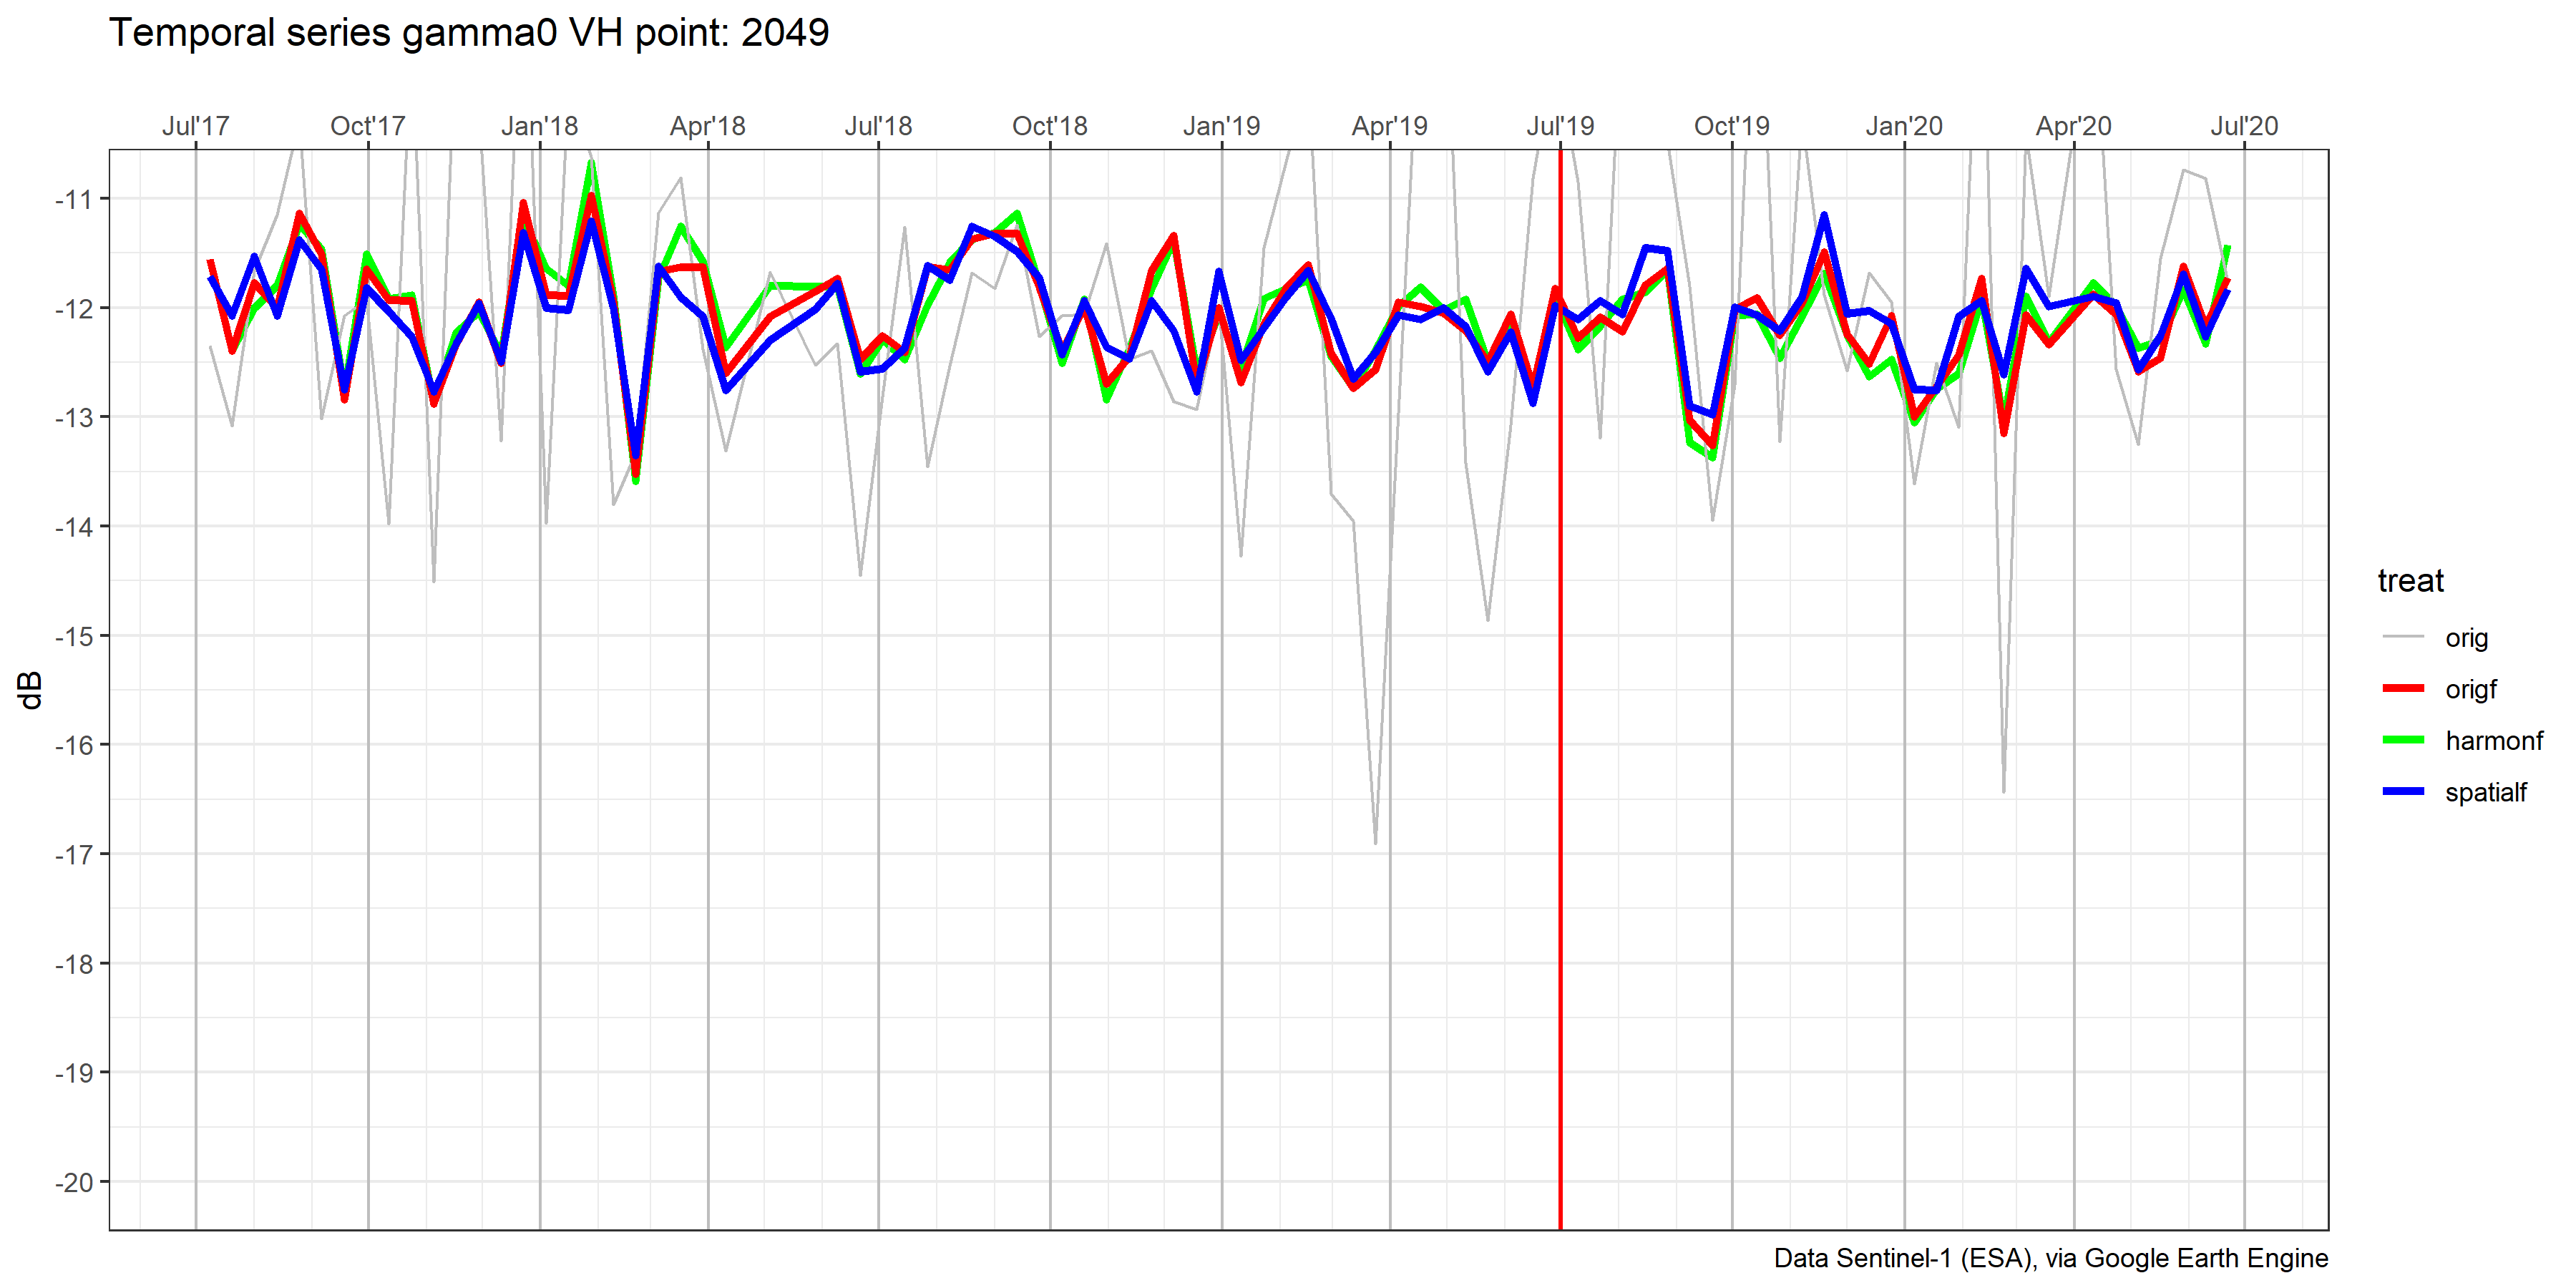 Temporal series gamma0 VH point: 2049
Jul'17 Oct'17 Jan'18 Apr'18 Jul'18 Oct'18 Jan'19 Apr'19 Jul'19 Oct'19 Jan'20 Apr'20 Jul'20
-11
-12
-13
-14
-15
-16
-17
-18
-19
-20
dB
treat
orig
origf
harmonf
spatialf
Data Sentinel-1 (ESA), via Google Earth Engine